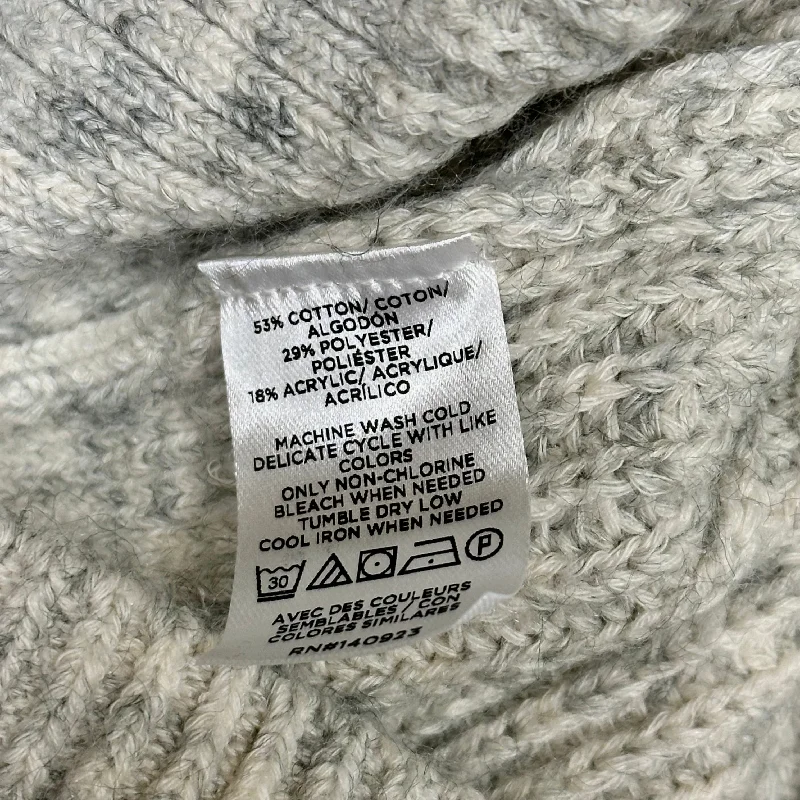 53% COTTON/ COTON/
ALGODÓN
29% POLYESTER/
POLIÉSTER
18% ACRYLIC/ ACRYLIQUE/
ACRÍLICO
MACHINE WASH COLD
DELICATE CYCLE WITH LIKE
COLORS
ONLY NON-CHLORINE
BLEACH WHEN NEEDED
TUMBLE DRY LOW
COOL IRON WHEN NEEDED
30 P
AVEC DES COULEURS
SEMBLABLES / CON
COLORES SIMILARES
RN#140923